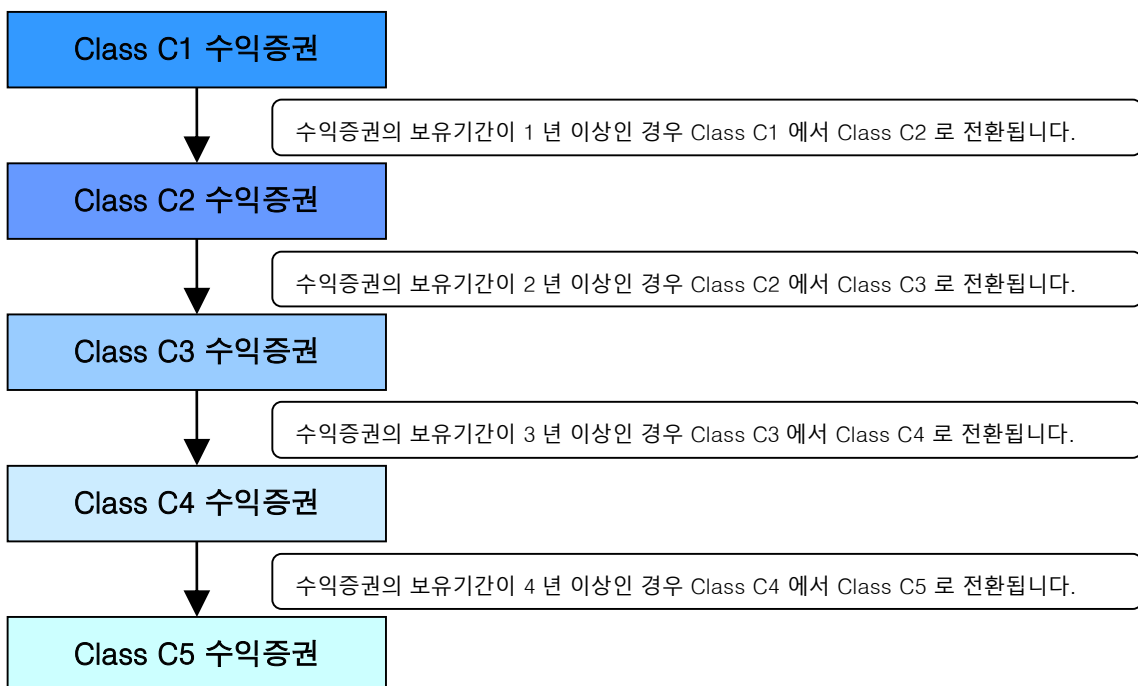 Class C1 수익증권
수익증권의 보유기간이 1 년 이상인 경우 Class C1 에서 Class C2 로 전환됩니다.
Class C2 수익증권
수익증권의 보유기간이 2 년 이상인 경우 Class C2 에서 Class C3 로 전환됩니다.
Class C3 수익증권
수익증권의 보유기간이 3 년 이상인 경우 Class C3 에서 Class C4 로 전환됩니다.
Class C4 수익증권
수익증권의 보유기간이 4 년 이상인 경우 Class C4 에서 Class C5 로 전환됩니다.
Class C5 수익증권